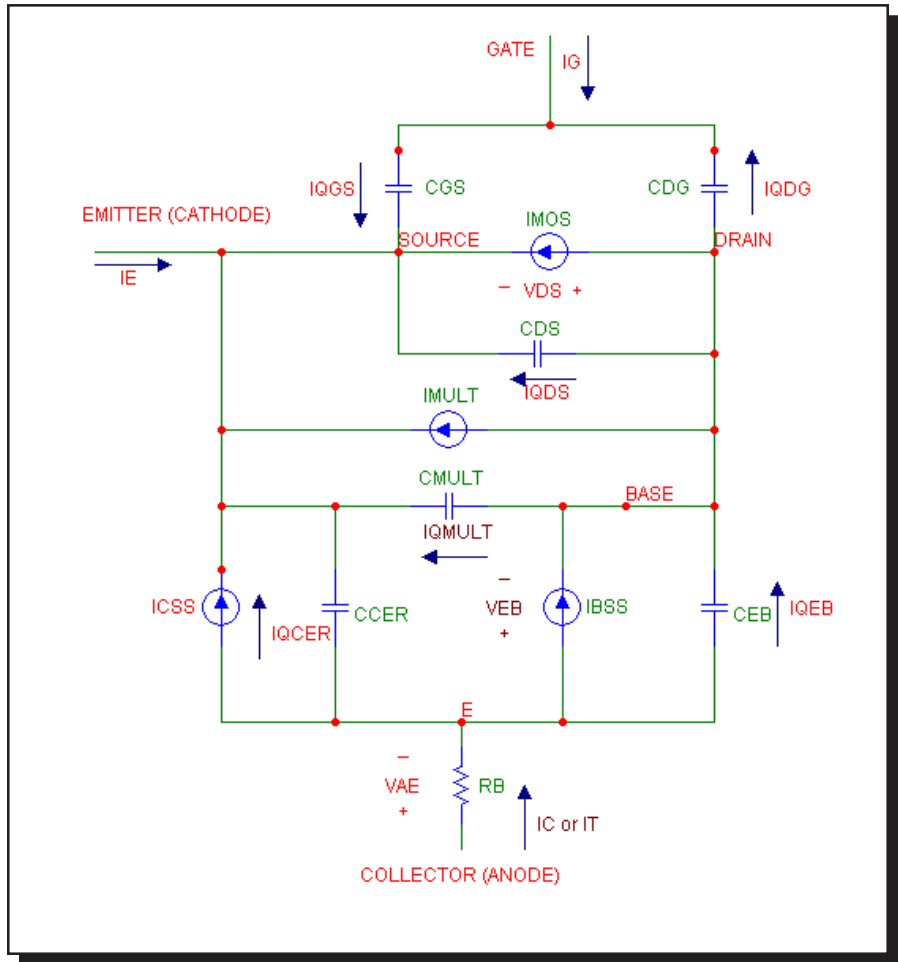 GATE
IG
IQGS
CGS
CDG
IQDG
EMITTER (CATHODE)
IMOS
SOURCE
DRAIN
IE
− VDS +
CDS
IQDS
IMULT
CMULT
BASE
IQMULT
−
ICSS
CCER
VEB
IBSS
CEB
IQEB
IQCER
+
E
−
VAE
RB
+
IC or IT
COLLECTOR (ANODE)